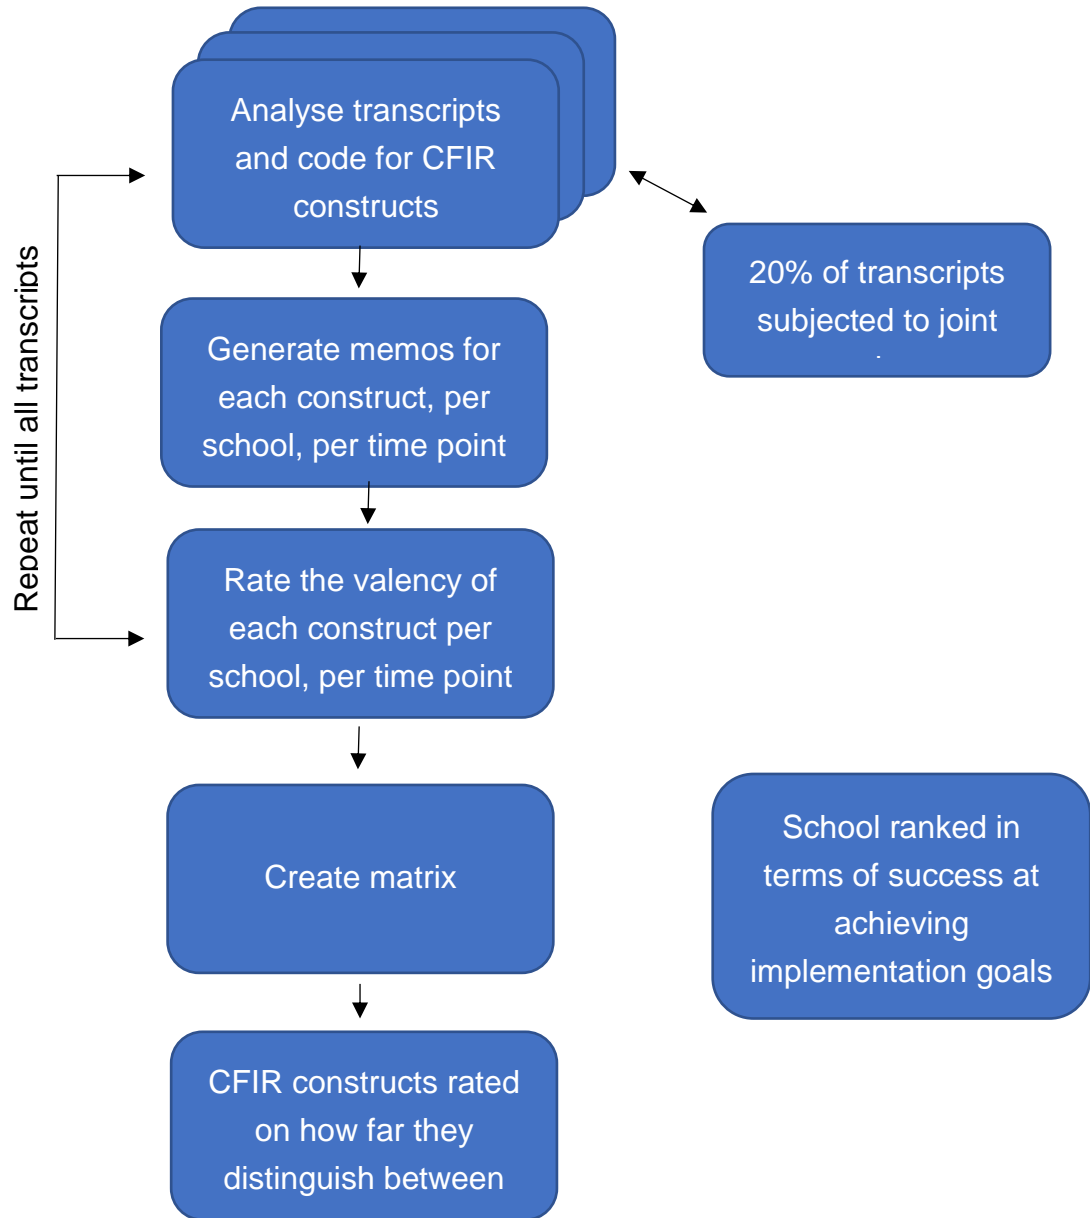 Analyse transcripts
and code for CFIR
constructs
20% of transcripts
subjected to joint
Repeat until all transcripts
Generate memos for
each construct, per
school, per time point
Rate the valency of
each construct per
school, per time point
Create matrix
School ranked in
terms of success at
achieving
implementation goals
CFIR constructs rated
on how far they
distinguish between